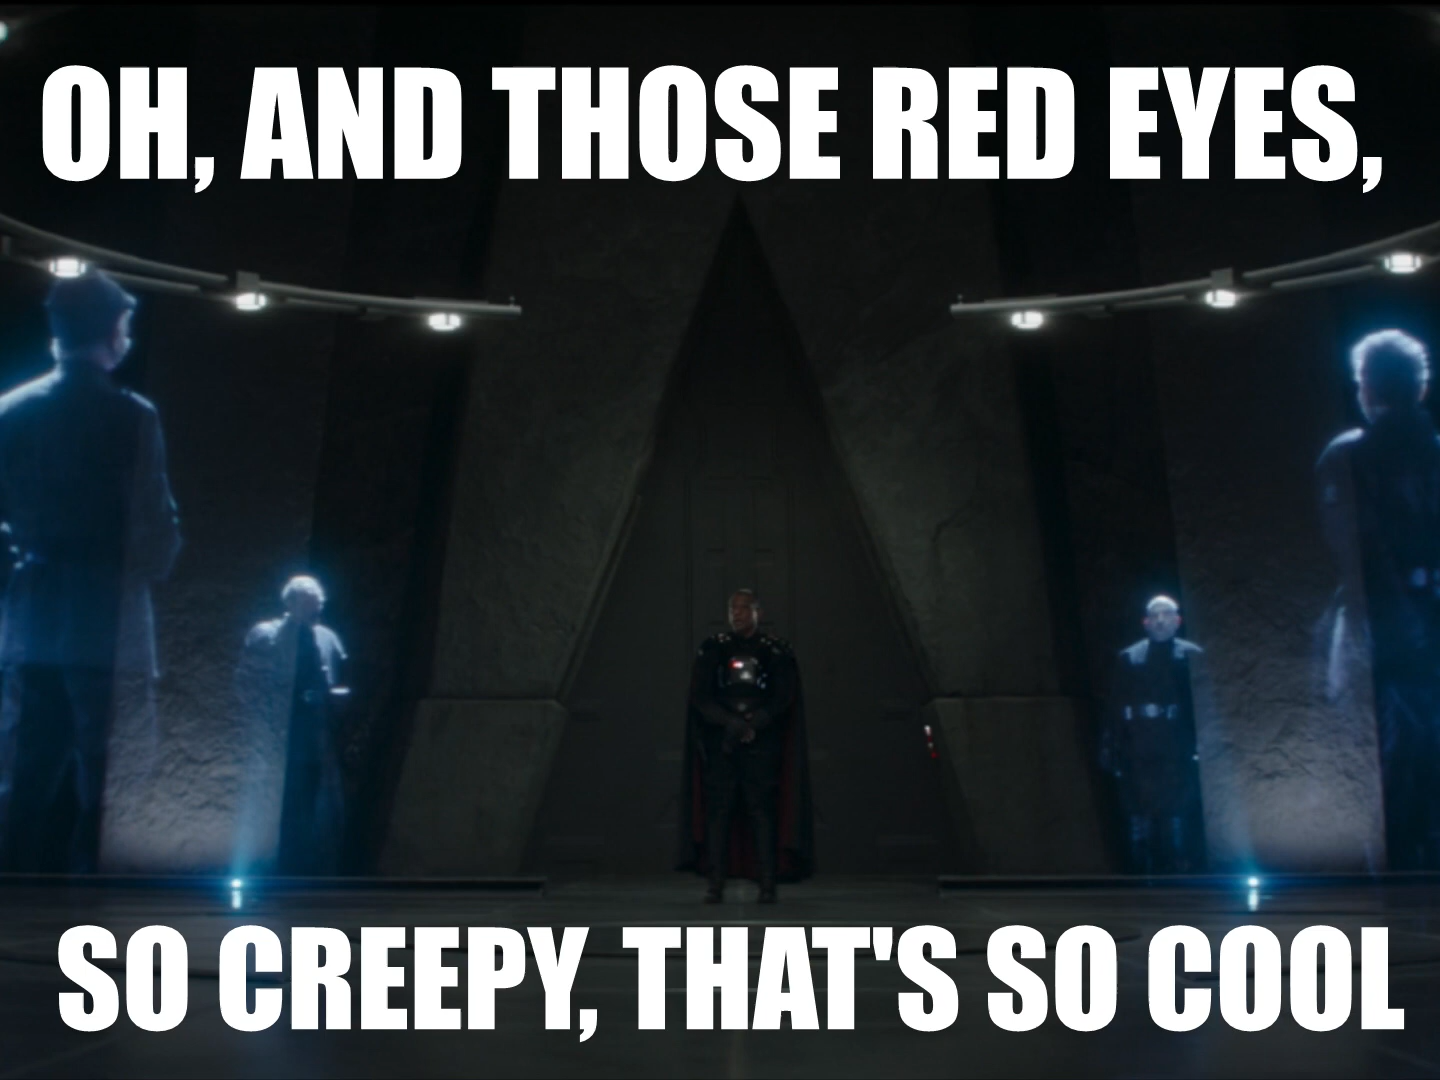 OH, AND THOSE RED EYES,
SO CREEPY, THAT'S SO COOL